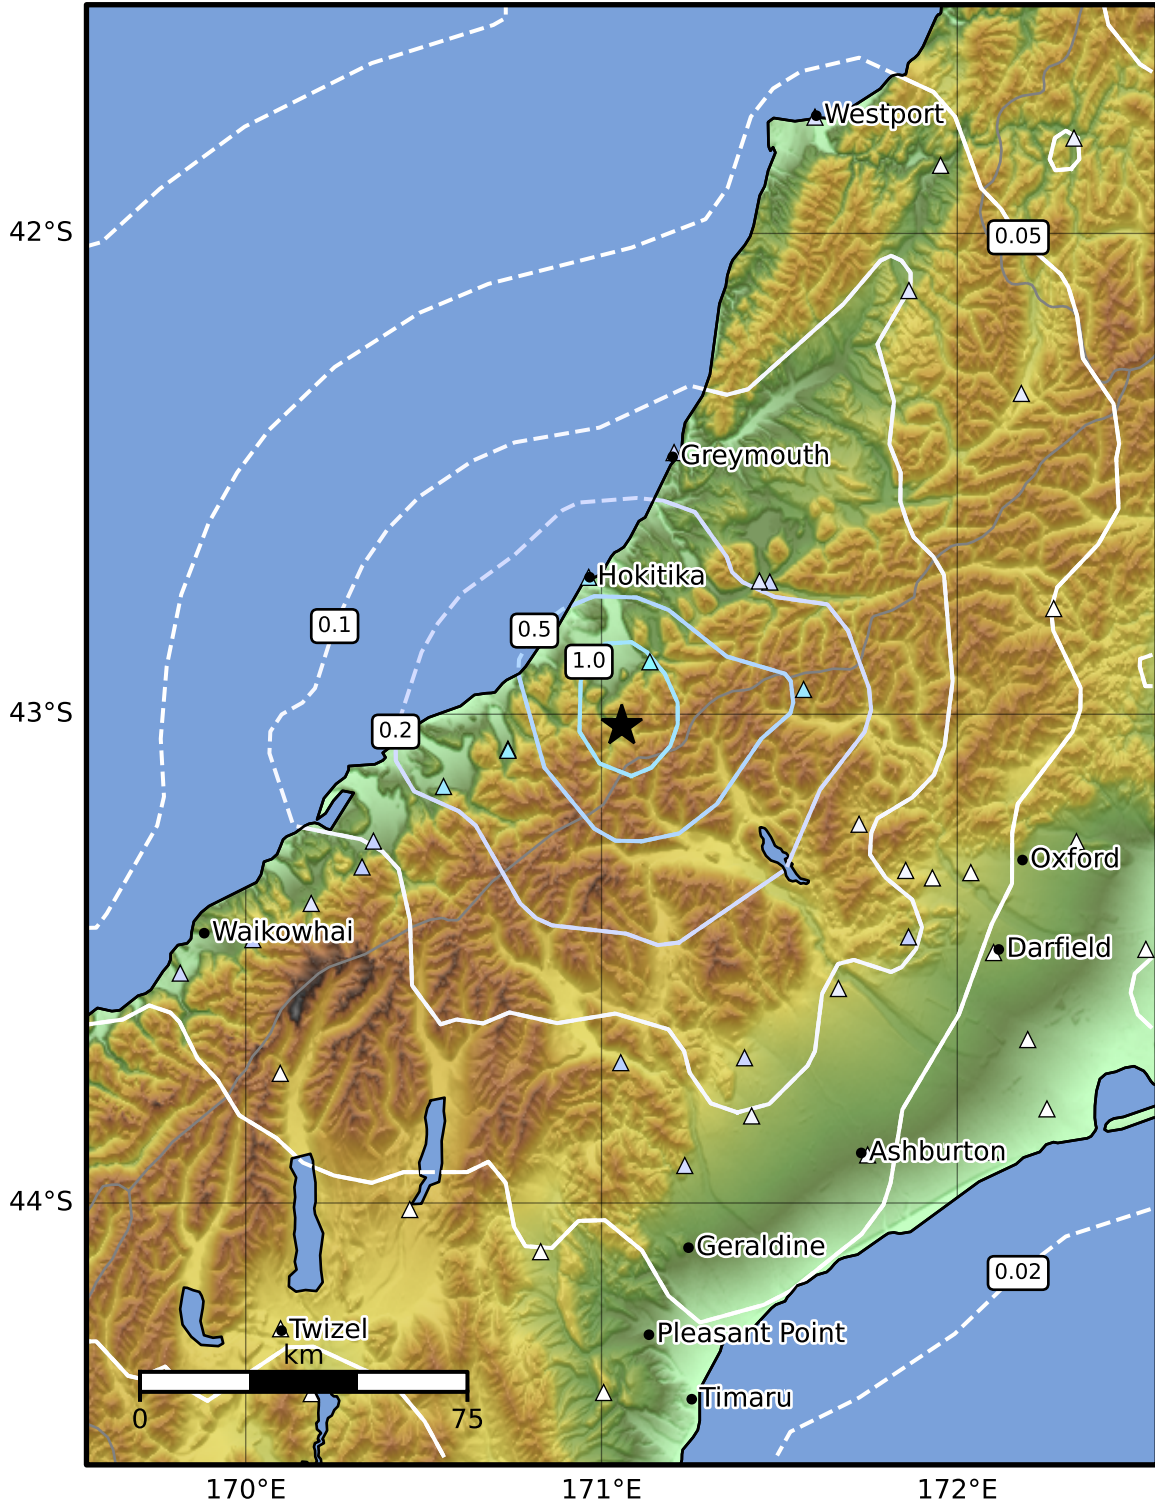 Westport
42°S
0.05
Greymouth
Hokitika
0.1
0.5
1.0
43°S
0.2
Oxford
Waikowhai
Darfield
Ashburton
44°S
Geraldine
0.02
Twizel
Pleasant Point
km
Timaru
0
75
170°E
171°E
172°E